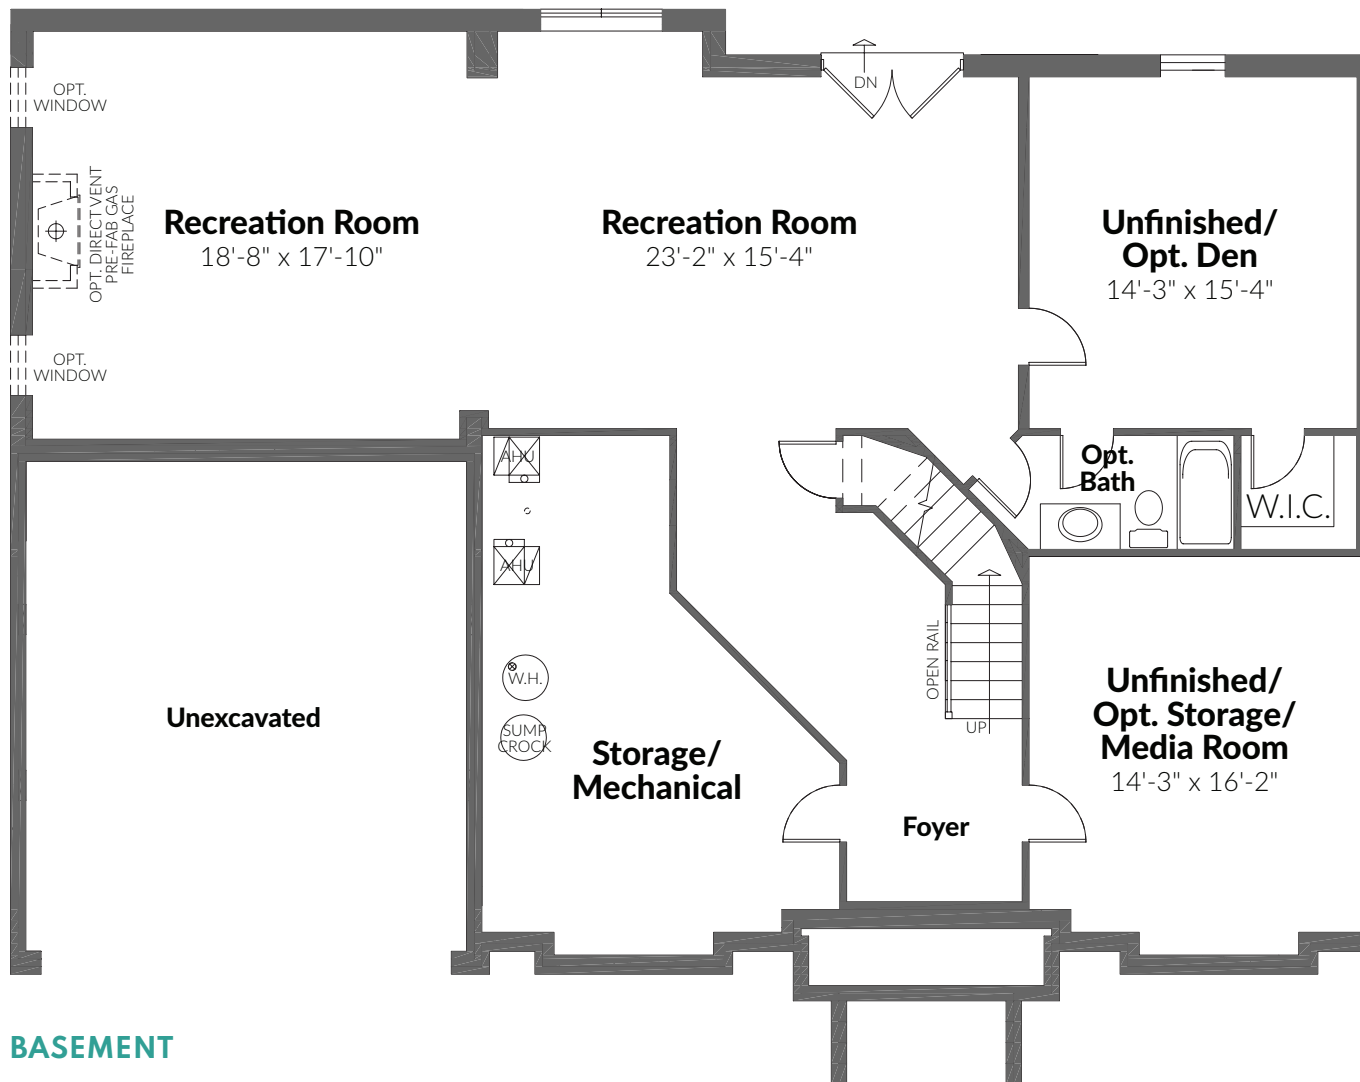 OPT.
WINDOW
DN
OPT. DIRECT VENT
PRE-FAB GAS
FIREPLACE
Recreation Room
18'-8" x 17'-10"
Recreation Room
23'-2" x 15'-4"
Unfinished/
Opt. Den
14'-3" x 15'-4"
OPT.
WINDOW
AHU
Opt.
Bath
W.I.C.
AHU
OPEN RAIL
W.H.
UP
SUMP
CROCK
Unexcavated
Storage/
Mechanical
Unfinished/
Opt. Storage/
Media Room
14'-3" x 16'-2"
Foyer
BASEMENT